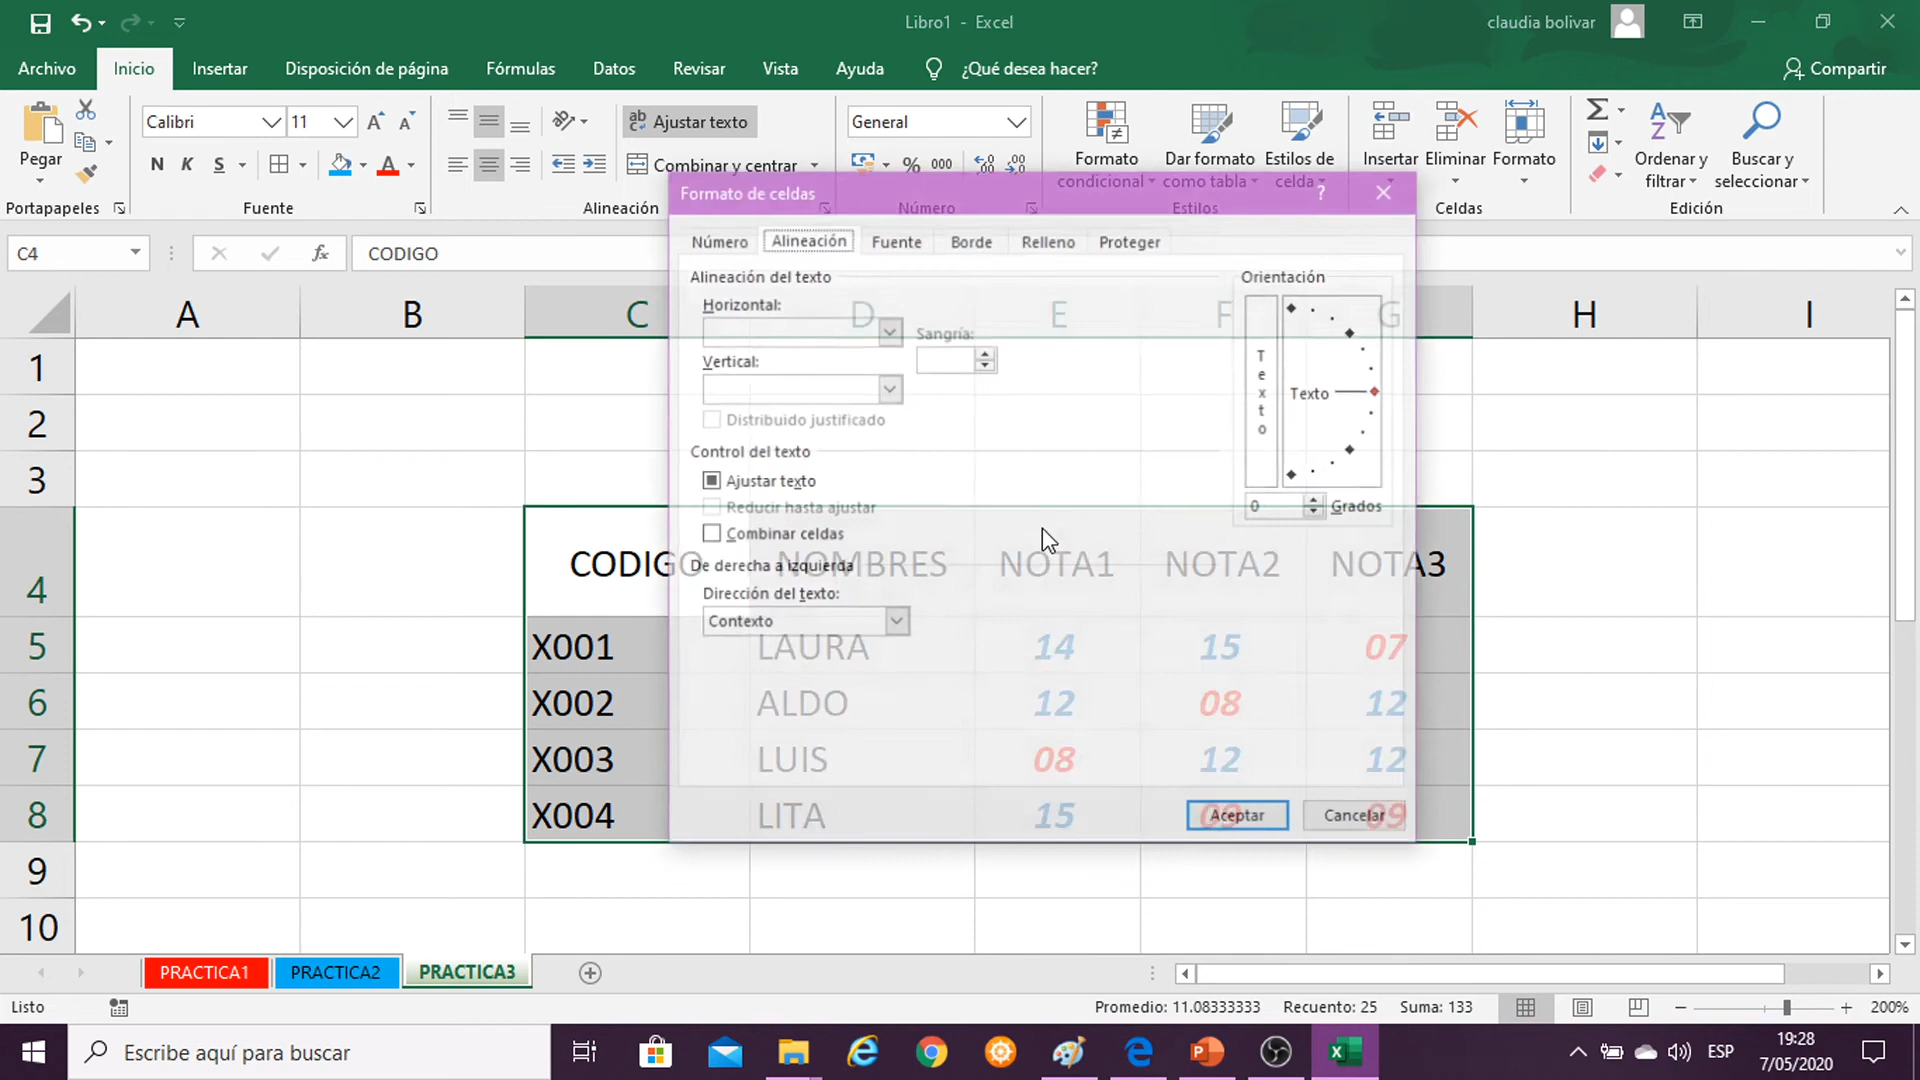 Libro1 - Excel
claudia bolivar
Archivo Inicio Insertar Disposición de página Fórmulas Datos Revisar Vista Ayuda ¿Qué desea hacer? Compartir
Pegar
Calibri 11
N K S
Ajustar texto
Combinar y centrar
General
% 000
Formato condicional
Dar formato como tabla
Estilos de celda
Insertar Eliminar Formato
Ordenar y filtrar
Buscar y seleccionar
Portapapeles Fuente Alineación Número Estilos Celdas Edición
C4 fx CODIGO
Formato de celdas ?
Número Alineación Fuente Borde Relleno Proteger
Alineación del texto
Horizontal:
Sangría:
Vertical:
Distribuido justificado
Control del texto
Ajustar texto
Reducir hasta ajustar
Combinar celdas
De derecha a izquierda
Dirección del texto:
Contexto
Orientación
Texto
Texto
0 Grados
Aceptar Cancelar
A B C D E F G H I
1
2
3
4 CODIGO NOMBRES NOTA1 NOTA2 NOTA3
5 X001 LAURA 14 15 07
6 X002 ALDO 12 08 12
7 X003 LUIS 08 12 12
8 X004 LITA 15 09 09
9
10
PRACTICA1 PRACTICA2 PRACTICA3
Listo Promedio: 11.08333333 Recuento: 25 Suma: 133 200%
Escribe aquí para buscar
ESP
19:28
7/05/2020